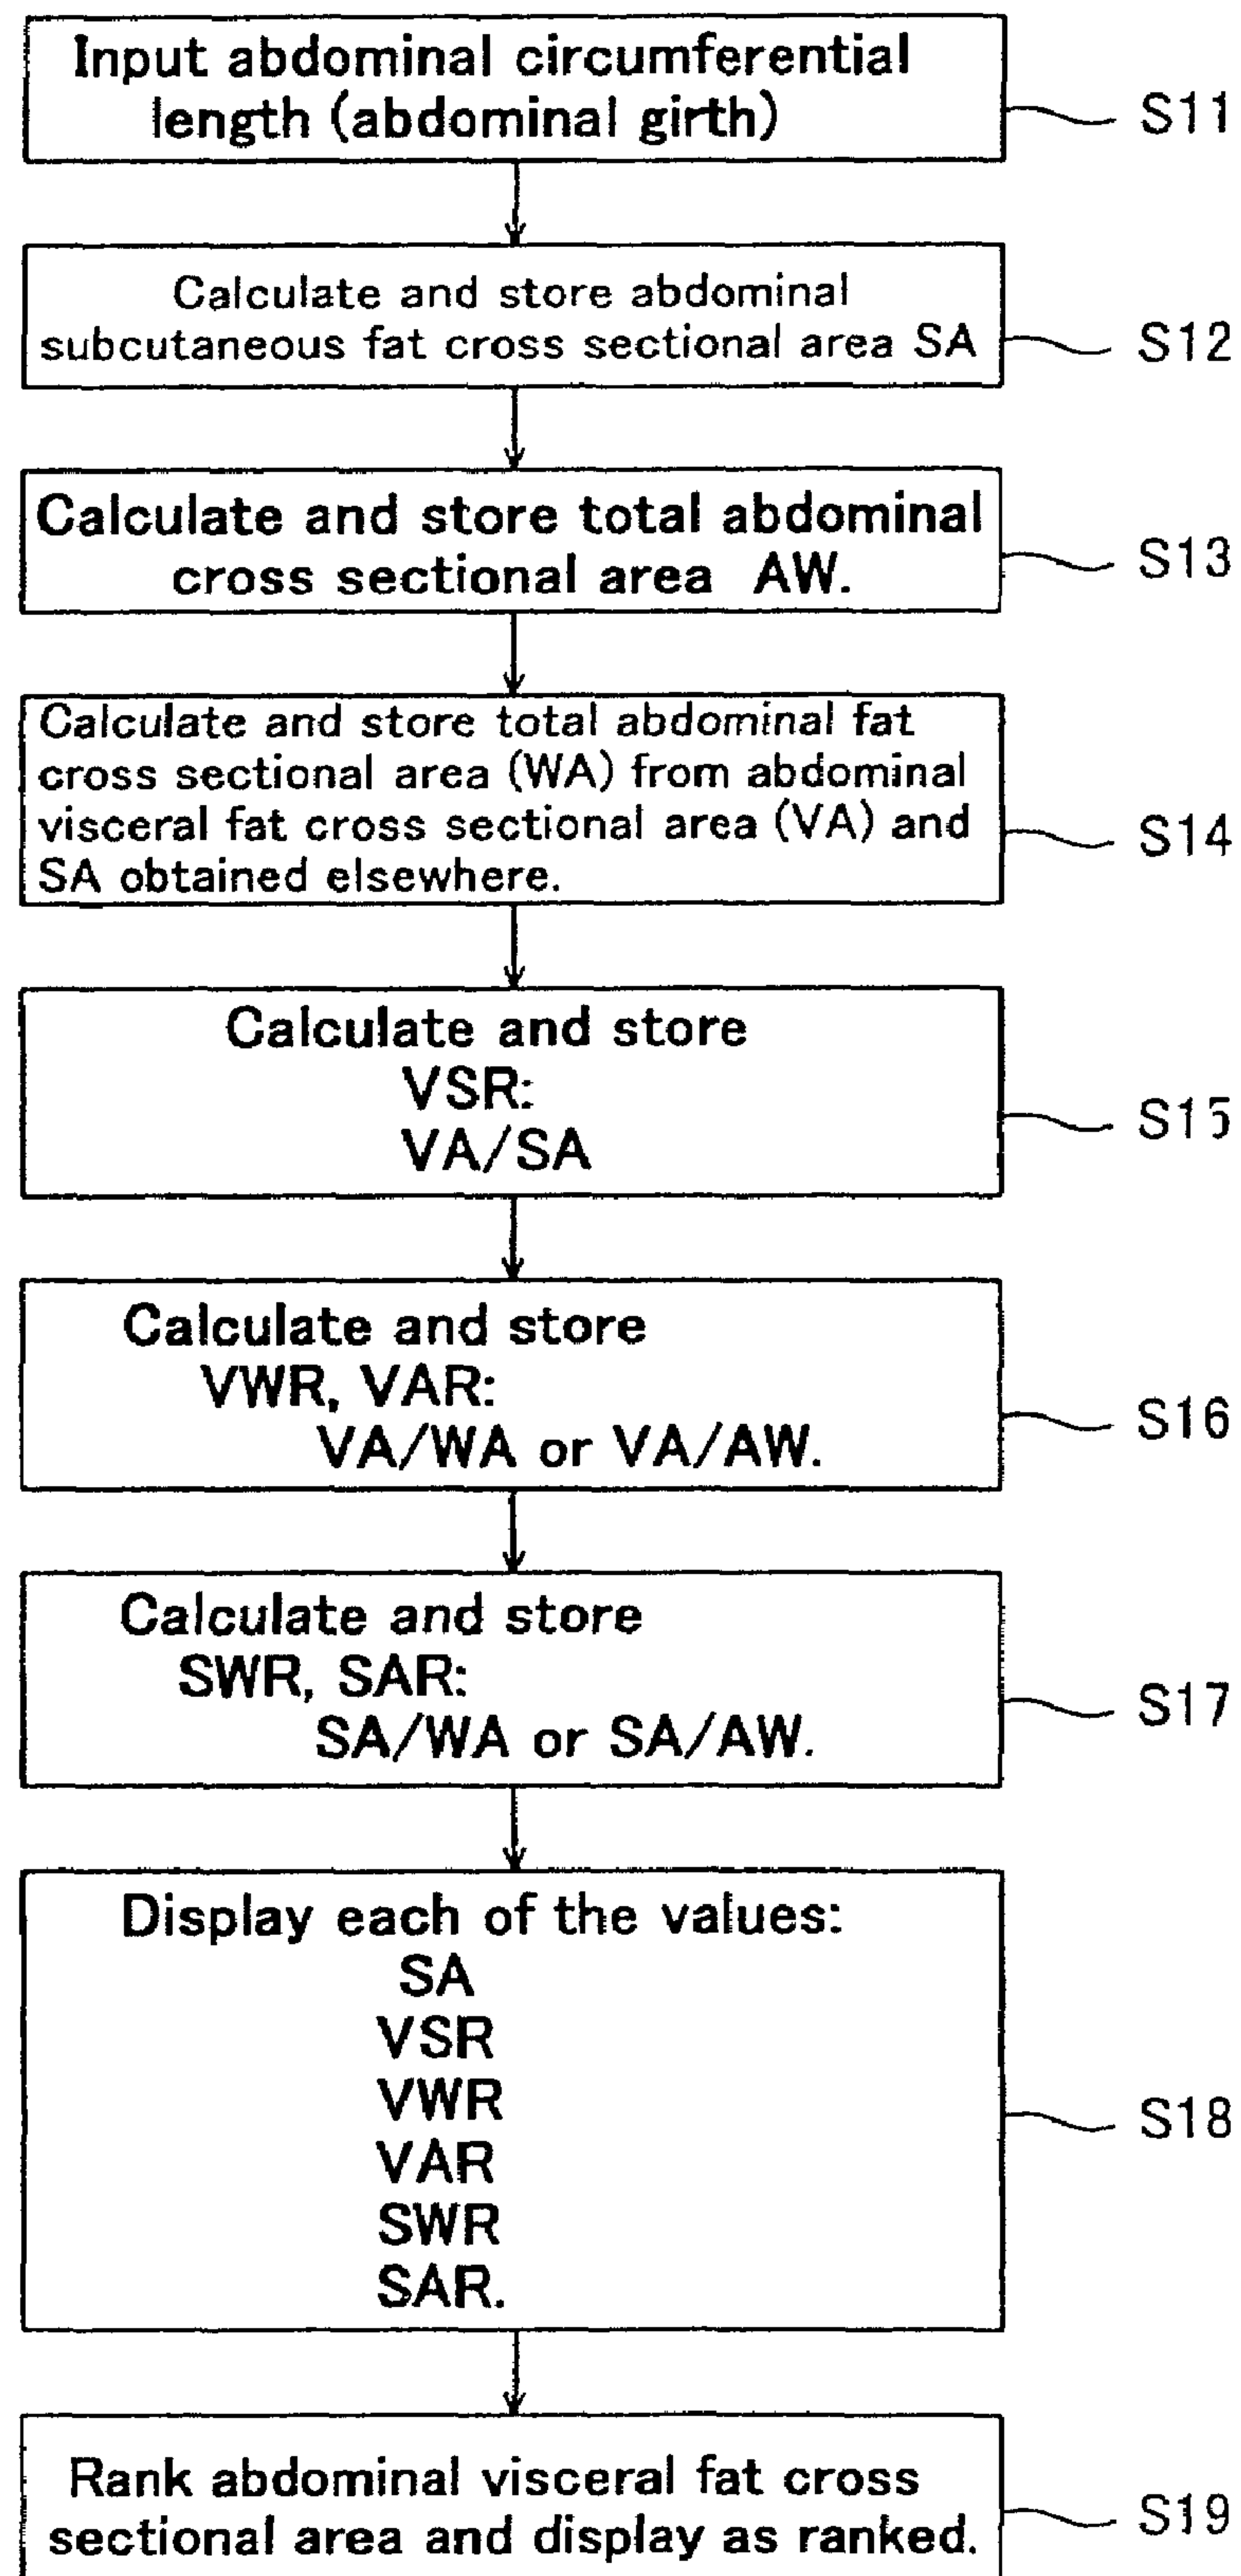 Input abdominal circumferential
length (abdominal girth)
S11
Calculate and store abdominal
subcutaneous fat cross sectional area SA
S12
Calculate and store total abdominal
cross sectional area AW.
S13
Calculate and store total abdominal fat
cross sectional area (WA) from abdominal
visceral fat cross sectional area (VA) and
SA obtained elsewhere.
S14
Calculate and store
VSR:
VA/SA
S15
Calculate and store
VWR, VAR:
VA/WA or VA/AW.
S16
Calculate and store
SWR, SAR:
SA/WA or SA/AW.
S17
Display each of the values:
SA
VSR
VWR
VAR
SWR
SAR.
S18
Rank abdominal visceral fat cross
sectional area and display as ranked.
S19